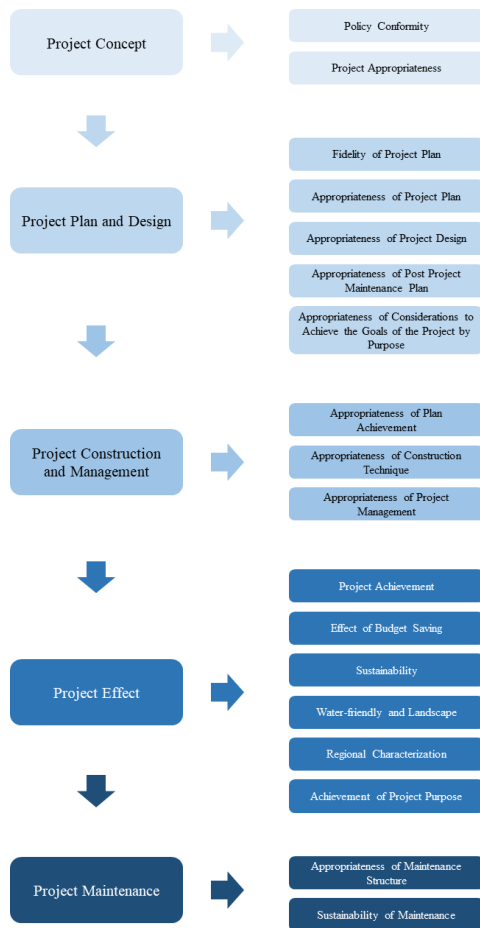 Project Concept
Policy Conformity
Project Appropriateness
Project Plan and Design
Fidelity of Project Plan
Appropriateness of Project Plan
Appropriateness of Project Design
Appropriateness of Post Project
Maintenance Plan
Appropriateness of Considerations to
Achieve the Goals of the Project by
Purpose
Project Construction
and Management
Appropriateness of Plan
Achievement
Appropriateness of Construction
Technique
Appropriateness of Project
Management
Project Effect
Project Achievement
Effect of Budget Saving
Sustainability
Water-friendly and Landscape
Regional Characterization
Achievement of Project Purpose
Project Maintenance
Appropriateness of Maintenance
Structure
Sustainability of Maintenance